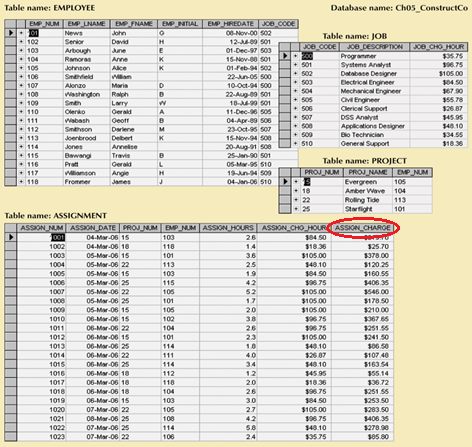 Table name: EMPLOYEE
Database name: Ch05_ConstructCo
EMP_NUM EMP_LNAME EMP_FNAME EMP_INITIAL EMP_HIREDATE JOB_CODE
101 News John G 08-Nov-00 502
102 Senior David H 12-Jul-89 501
103 Arbough June E 503
104 Ramoras Anne K 15-Nov-88 501
105 Johnson Alice K 01-Feb-94 502
106 Smithfield William 22-Jun-05 500
107 Alonzo Maria D 10-Oct-94 500
108 Washington Ralph B 22-Aug-89 501
109 Smith Larry W 18-Jul-99 501
110 Olenko Gerald A 11-Dec-96 505
111 Wabash Geoff B 04-Apr-89 506
112 Smithson Darlene M 23-Oct-95 507
113 Joenbrood Delbert K 15-Nov-94 508
114 Jones Annelise 20-Aug-91 508
115 Bawangi Travis B 25-Jan-90 501
116 Pratt Gerald L 05-Mar-95 510
117 Williamson Angie H 19-Jun-94 509
118 Frommer James J 04-Jan-06 510
Table name: JOB
JOB_CODE JOB_DESCRIPTION JOB_CHG_HOUR
500 Programmer $35.75
501 Systems Analyst $96.75
502 Database Designer $105.00
503 Electrical Engineer $84.50
504 Mechanical Engineer $67.90
505 Civil Engineer $55.78
506 Clerical Support $26.87
507 DSS Analyst $45.95
508 Applications Designer $48.10
509 Bio Technician $34.55
510 General Support $18.36
Table name: PROJECT
PROJ_NUM PROJ_NAME EMP_NUM
15 Evergreen 105
18 Amber Wave 104
22 Rolling Tide 113
25 Starflight 101
Table name: ASSIGNMENT
ASSIGN_NUM ASSIGN_DATE PROJ_NUM EMP_NUM ASSIGN_HOURS ASSIGN_CHG_HOUR ASSIGN_CHARGE
1001 04-Mar-06 15 103 2.6 $84.50
1002 04-Mar-06 18 118 1.4 $18.36 $25.70
1003 04-Mar-06 15 101 3.6 $105.00 $378.00
1004 04-Mar-06 22 113 2.5 $48.10 $120.25
1005 04-Mar-06 15 103 1.9 $84.50 $160.55
1006 04-Mar-06 25 115 4.2 $96.75 $406.35
1007 04-Mar-06 22 105 5.2 $105.00 $546.00
1008 04-Mar-06 25 101 1.7 $105.00 $178.50
1009 05-Mar-06 15 105 2.0 $105.00 $210.00
1010 05-Mar-06 15 102 3.8 $96.75 $367.65
1011 05-Mar-06 22 104 2.6 $96.75 $251.55
1012 05-Mar-06 15 101 2.3 $105.00 $241.50
1013 05-Mar-06 25 114 1.8 $48.10 $86.58
1014 05-Mar-06 22 111 4.0 $26.87 $107.48
1015 05-Mar-06 25 114 3.4 $48.10 $163.54
1016 05-Mar-06 18 112 1.2 $45.95 $55.14
1017 06-Mar-06 18 118 2.0 $18.36 $36.72
1018 06-Mar-06 18 104 2.6 $96.75 $251.55
1019 06-Mar-06 15 103 3.0 $84.50 $253.50
1020 07-Mar-06 22 105 2.7 $105.00 $283.50
1021 08-Mar-06 25 108 4.2 $96.75 $406.35
1022 07-Mar-06 25 114 5.8 $48.10 $278.98
1023 07-Mar-06 22 106 2.4 $35.75 $85.80